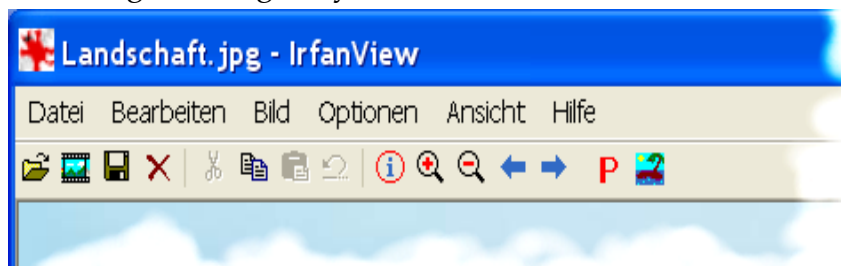 Landschaft.jpg - IrfanView
Datei Bearbeiten Bild Optionen Ansicht Hilfe
i P